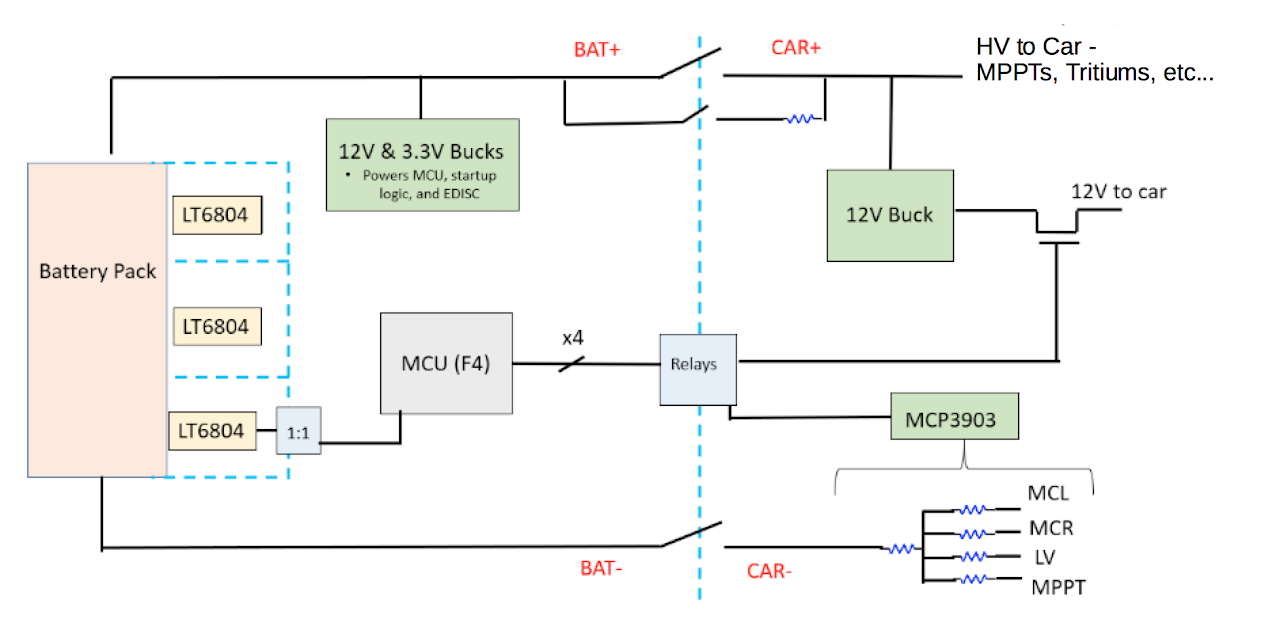 BAT+
CAR+
HV to Car -
MPPTs, Tritiums, etc...
12V & 3.3V Bucks
• Powers MCU, startup
logic, and EDISC
LT6804
12V Buck
12V to car
Battery Pack
LT6804
x4
MCU (F4)
Relays
LT6804
1:1
MCP3903
MCL
MCR
LV
MPPT
BAT-
CAR-